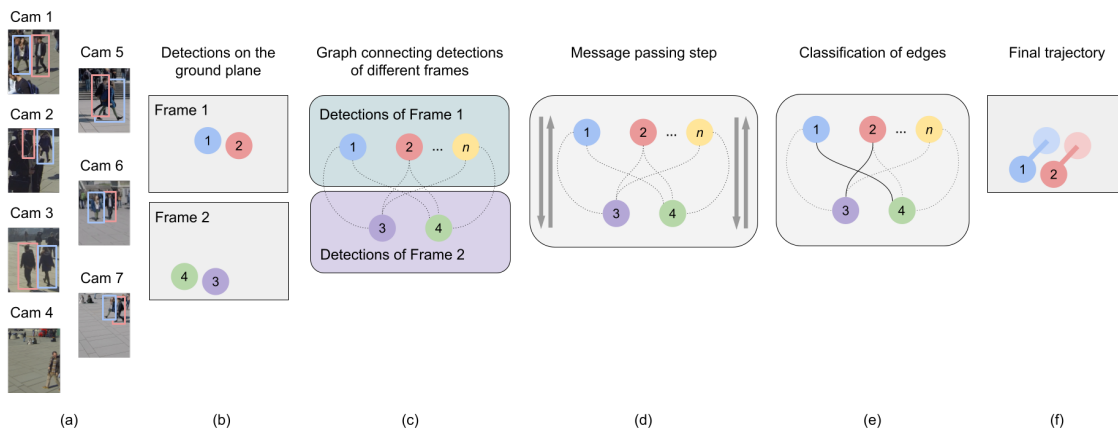 Cam 1
Cam 2
Cam 3
Cam 4
Cam 5
Cam 6
Cam 7
(a)
Detections on the
ground plane
Frame 1
1
2
Frame 2
4
3
(b)
Graph connecting detections
of different frames
Detections of Frame 1
1
2
...
n
3
4
Detections of Frame 2
(c)
Message passing step
1
2
...
n
3
4
(d)
Classification of edges
1
2
...
n
3
4
(e)
Final trajectory
1
2
(f)